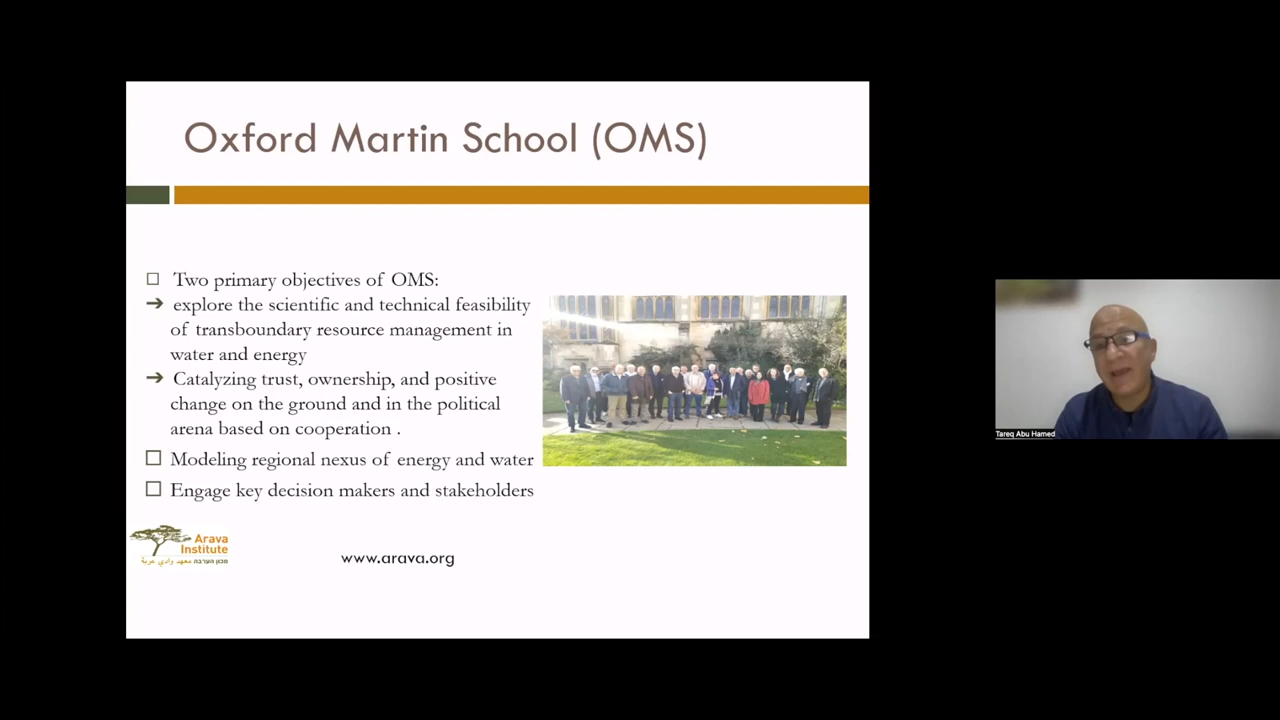 Oxford Martin School (OMS)
Two primary objectives of OMS:
➔ explore the scientific and technical feasibility
of transboundary resource management in
water and energy
➔ Catalyzing trust, ownership, and positive
change on the ground and in the political
arena based on cooperation .
Modeling regional nexus of energy and water
Engage key decision makers and stakeholders
Arava
Institute
معهد وادي عربة מכון הערבה
www.arava.org
Tareq Abu Hamed